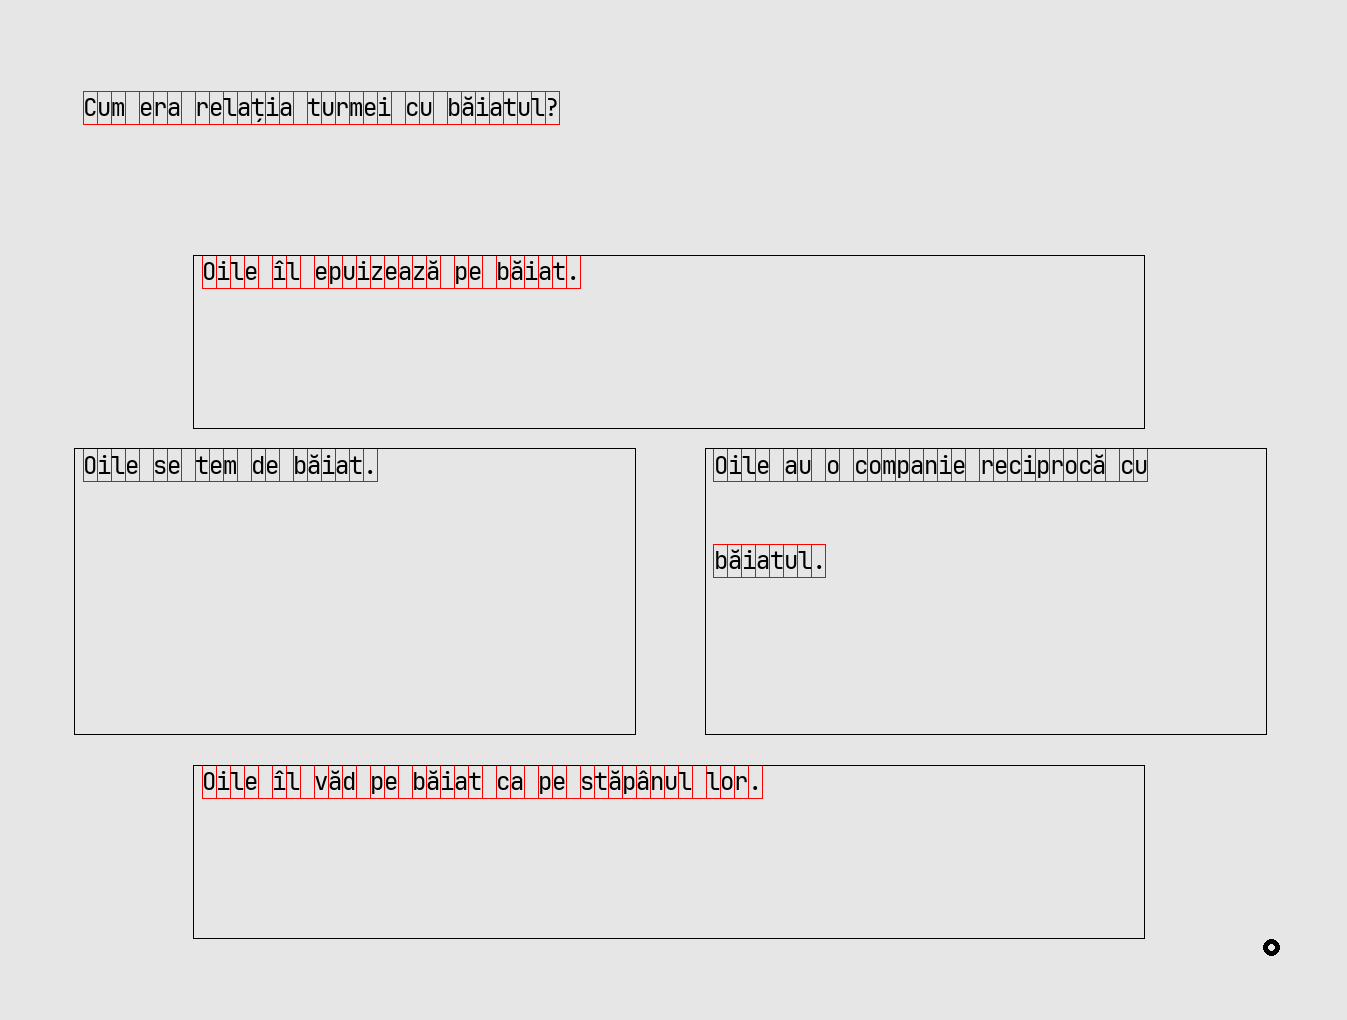 Cum era relația turmei cu băiatul?
Oile îl epuizează pe băiat.
Oile se tem de băiat.
Oile au o companie reciprocă cu
băiatul.
Oile îl văd pe băiat ca pe stăpânul lor.